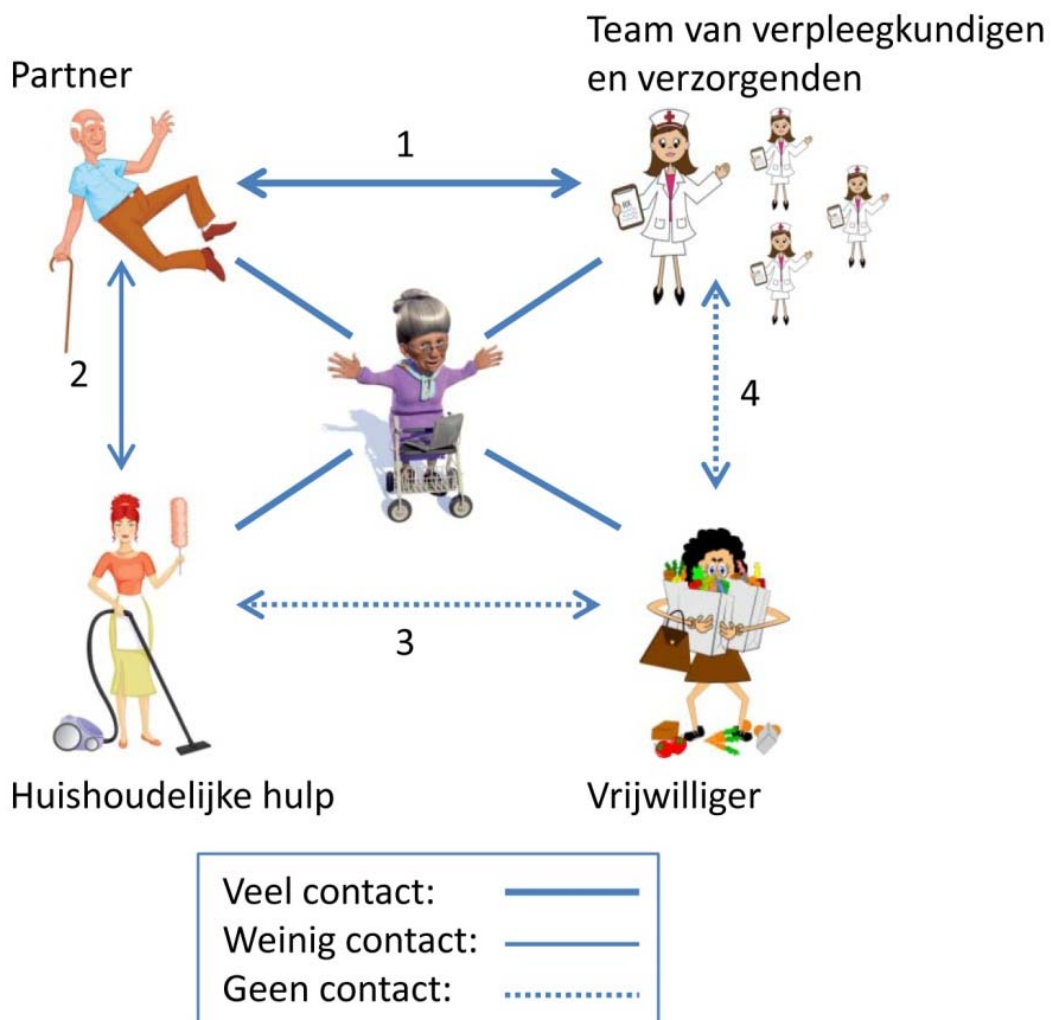 Team van verpleegkundigen
en verzorgenden
Partner
1
2
4
3
Huishoudelijke hulp
Vrijwilliger
Veel contact:
Weinig contact:
Geen contact: